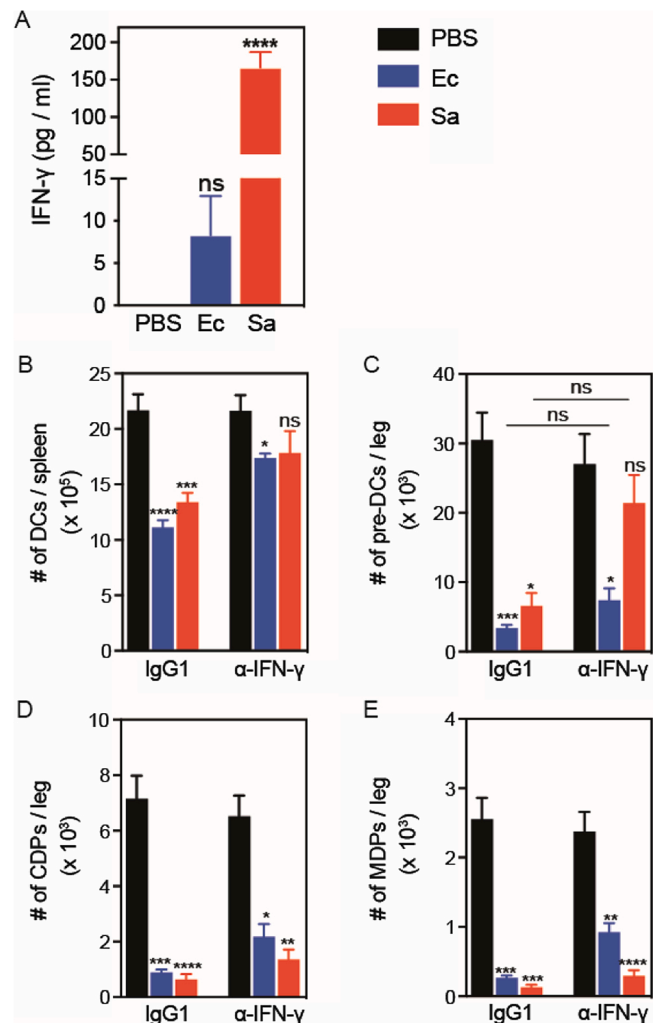 A
IFN-γ (pg / ml)
200
150
100
50
15
10
5
0
****
ns
PBS
Ec
Sa
PBS
Ec
Sa
B
# of DCs / spleen
(x 10⁵)
25
20
15
10
5
0
****
***
*
ns
IgG1
α-IFN-γ
C
# of pre-DCs / leg
(x 10³)
40
30
20
10
0
ns
ns
ns
***
*
*
IgG1
α-IFN-γ
D
# of CDPs / leg
(x 10³)
10
8
6
4
2
0
***
****
*
**
IgG1
α-IFN-γ
E
# of MDPs / leg
(x 10³)
4
3
2
1
0
***
***
**
****
IgG1
α-IFN-γ